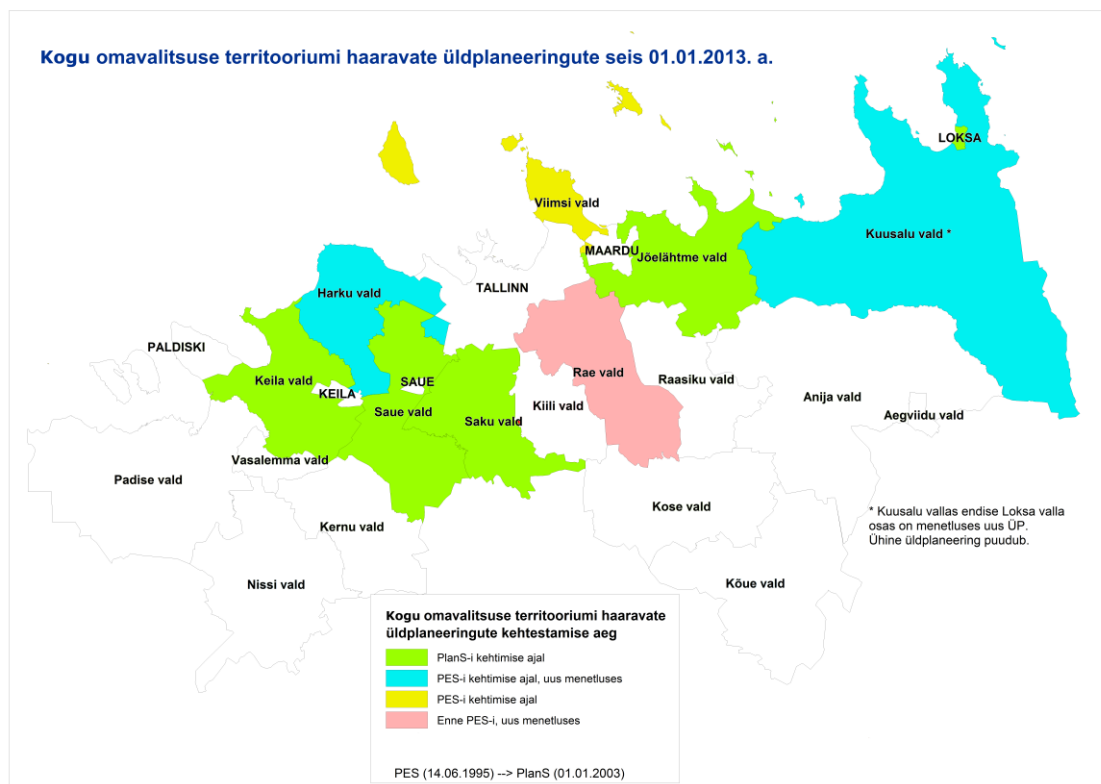 Kogu omavalitsuse territooriumi haaravate üldplaneeringute seis 01.01.2013. a.
LOKSA
Viimsi vald
Kuusalu vald *
MAARDU
Jõelähtme vald
TALLINN
Harku vald
PALDISKI
Keila vald
KEILA
SAUE
Rae vald
Raasiku vald
Saue vald
Saku vald
Kiili vald
Anija vald
Aegviidu vald
Vasalemma vald
Padise vald
Kose vald
Kernu vald
* Kuusalu vallas endise Loksa valla
osas on menetluses uus ÜP.
Ühine üldplaneering puudub.
Nissi vald
Kõue vald
Kogu omavalitsuse territooriumi haaravate
üldplaneeringute kehtestamise aeg
PlanS-i kehtimise ajal
PES-i kehtimise ajal, uus menetluses
PES-i kehtimise ajal
Enne PES-i, uus menetluses
PES (14.06.1995) --> PlanS (01.01.2003)